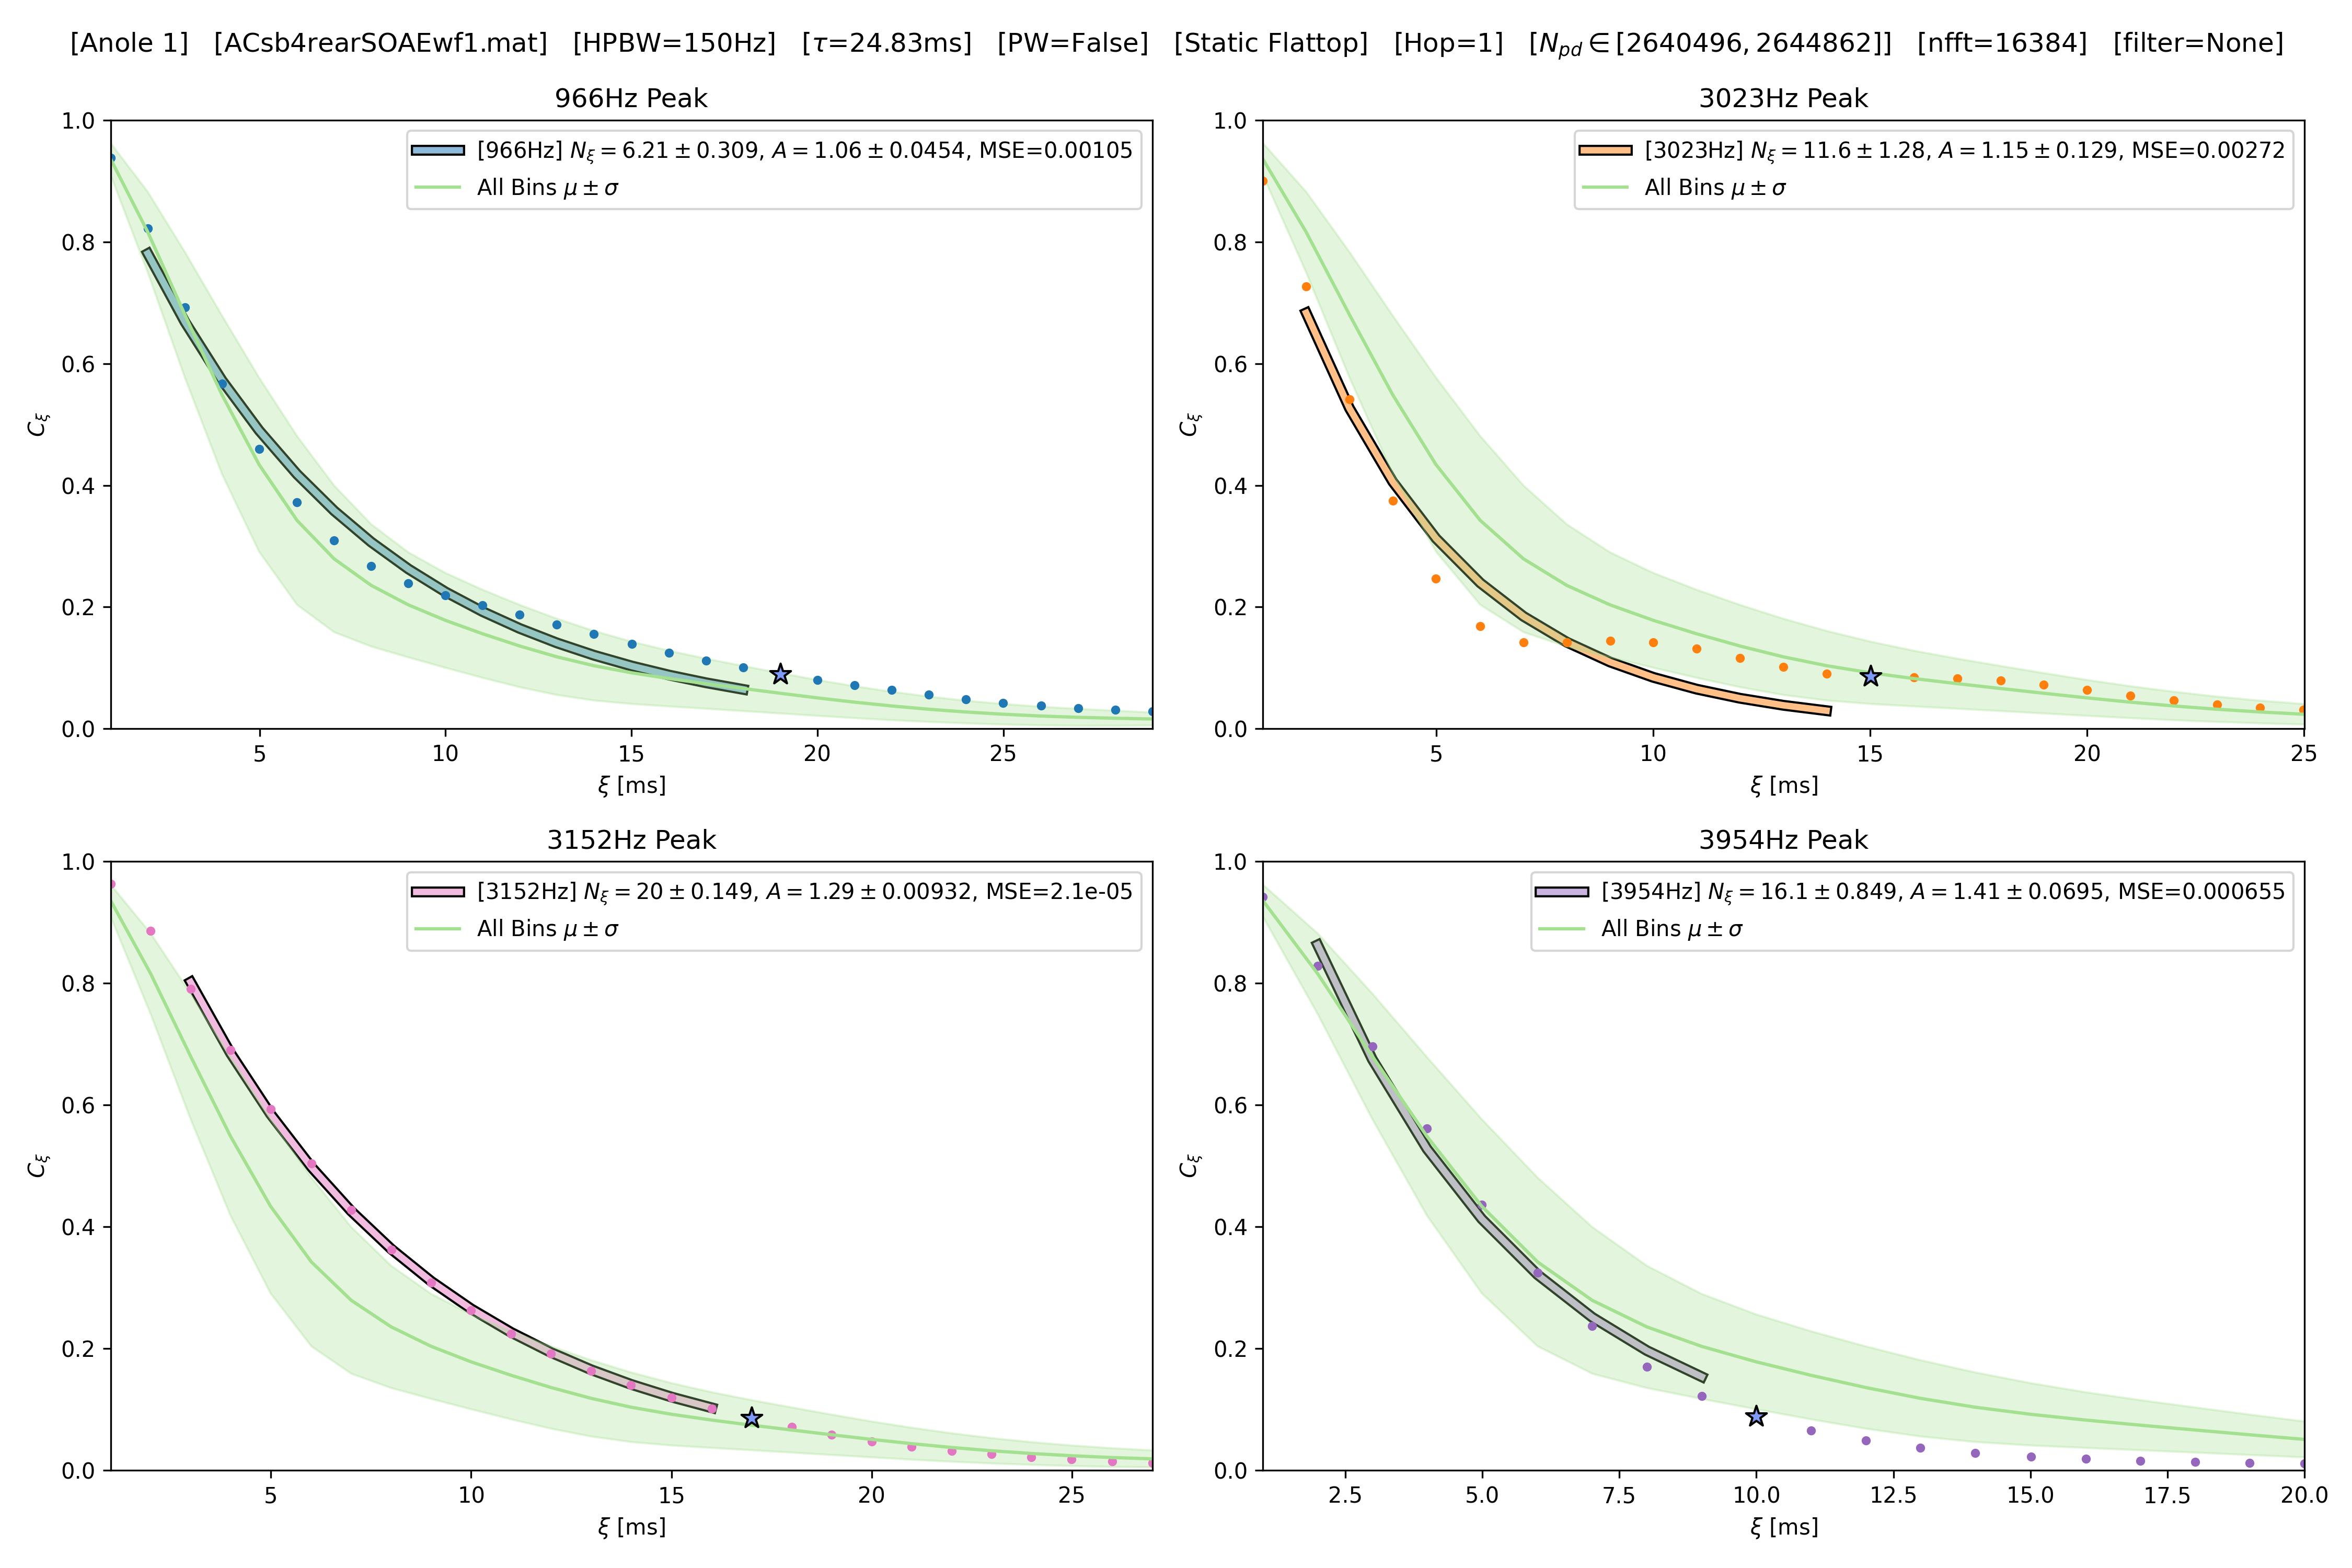 [Anole 1] [ACsb4rearSOAEwf1.mat] [HPBW=150Hz] [τ=24.83ms] [PW=False] [Static Flattop] [Hop=1] [N_pd ∈ [2640496, 2644862]] [nfft=16384] [filter=None]
966Hz Peak
[966Hz] N_ξ = 6.21 ± 0.309, A = 1.06 ± 0.0454, MSE=0.00105
All Bins μ ± σ
1.0
0.8
0.6
0.4
0.2
0.0
C_ξ
5 10 15 20 25
ξ [ms]
3023Hz Peak
[3023Hz] N_ξ = 11.6 ± 1.28, A = 1.15 ± 0.129, MSE=0.00272
All Bins μ ± σ
1.0
0.8
0.6
0.4
0.2
0.0
C_ξ
5 10 15 20 25
ξ [ms]
3152Hz Peak
[3152Hz] N_ξ = 20 ± 0.149, A = 1.29 ± 0.00932, MSE=2.1e-05
All Bins μ ± σ
1.0
0.8
0.6
0.4
0.2
0.0
C_ξ
5 10 15 20 25
ξ [ms]
3954Hz Peak
[3954Hz] N_ξ = 16.1 ± 0.849, A = 1.41 ± 0.0695, MSE=0.000655
All Bins μ ± σ
1.0
0.8
0.6
0.4
0.2
0.0
C_ξ
2.5 5.0 7.5 10.0 12.5 15.0 17.5 20.0
ξ [ms]